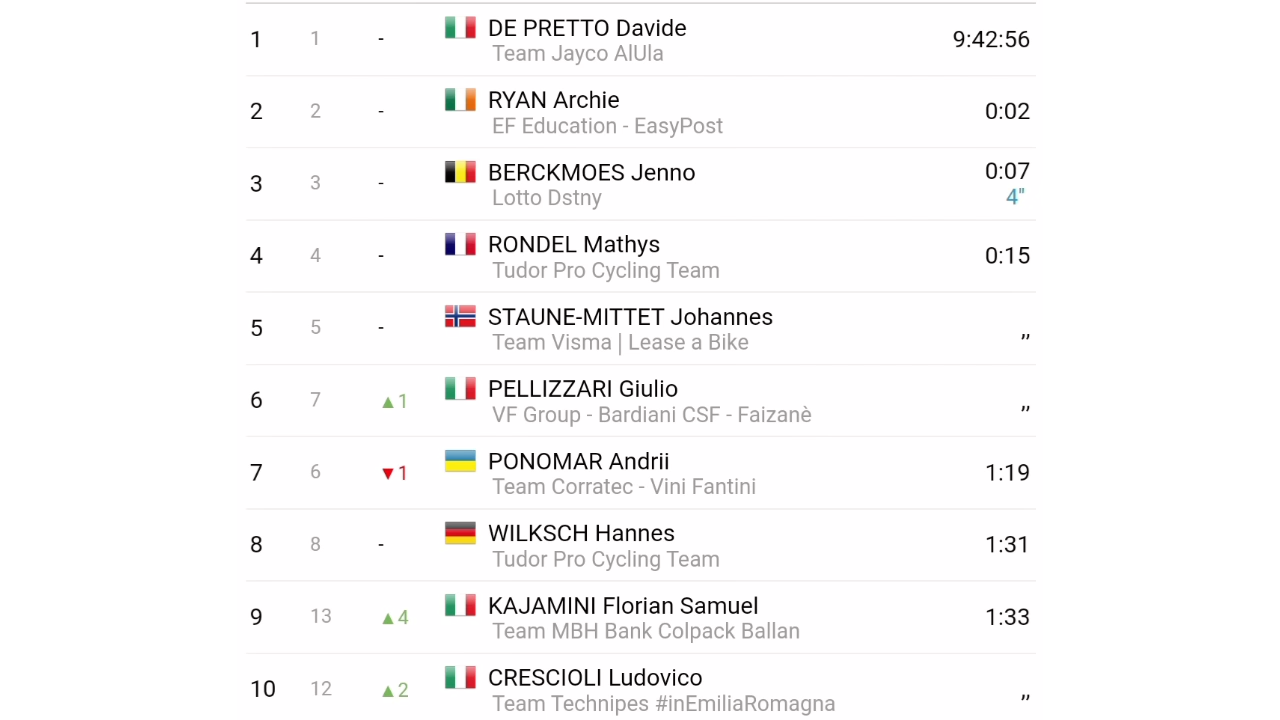 1 1 - DE PRETTO Davide 9:42:56
Team Jayco AlUla
2 2 - RYAN Archie 0:02
EF Education - EasyPost
3 3 - BERCKMOES Jenno 0:07
Lotto Dstny 4"
4 4 - RONDEL Mathys 0:15
Tudor Pro Cycling Team
5 5 - STAUNE-MITTET Johannes ,,
Team Visma | Lease a Bike
6 7 ▲1 PELLIZZARI Giulio ,,
VF Group - Bardiani CSF - Faizanè
7 6 ▼1 PONOMAR Andrii 1:19
Team Corratec - Vini Fantini
8 8 - WILKSCH Hannes 1:31
Tudor Pro Cycling Team
9 13 ▲4 KAJAMINI Florian Samuel 1:33
Team MBH Bank Colpack Ballan
10 12 ▲2 CRESCIOLI Ludovico ,,
Team Technipes #inEmiliaRomagna